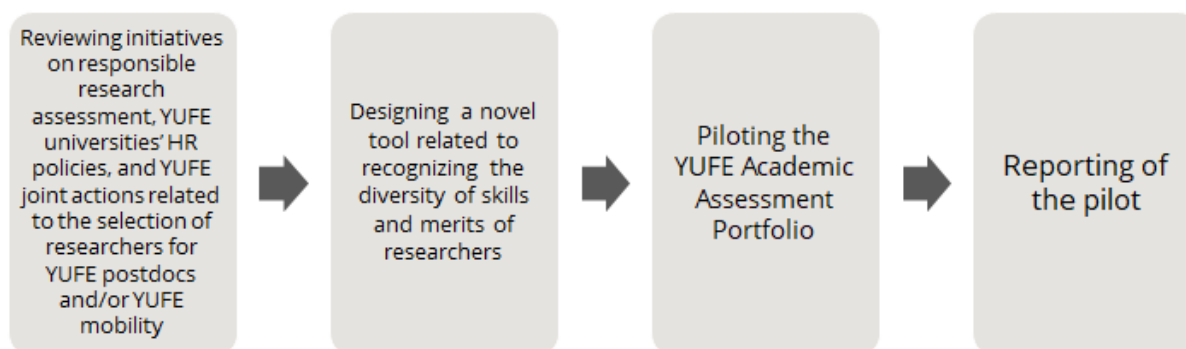 Reviewing initiatives
on responsible
research
assessment, YUFE
universities’ HR
policies, and YUFE
joint actions related
to the selection of
researchers for
YUFE postdocs
and/or YUFE
mobility
Designing a novel
tool related to
recognizing the
diversity of skills
and merits of
researchers
Piloting the
YUFE Academic
Assessment
Portfolio
Reporting of
the pilot